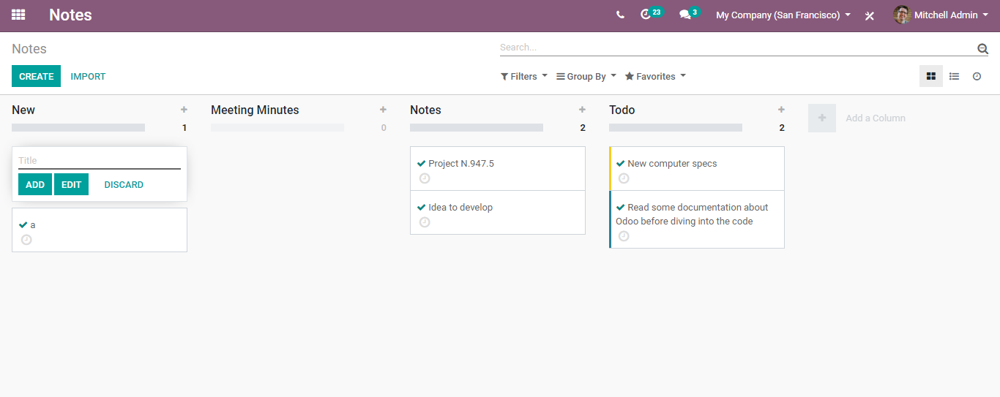 Notes
23
3
My Company (San Francisco)
Mitchell Admin
Notes
Search...
CREATE
IMPORT
Filters
Group By
Favorites
New
1
Title
ADD
EDIT
DISCARD
a
Meeting Minutes
0
Notes
2
Project N.947.5
Idea to develop
Todo
2
New computer specs
Read some documentation about
Odoo before diving into the code
Add a Column